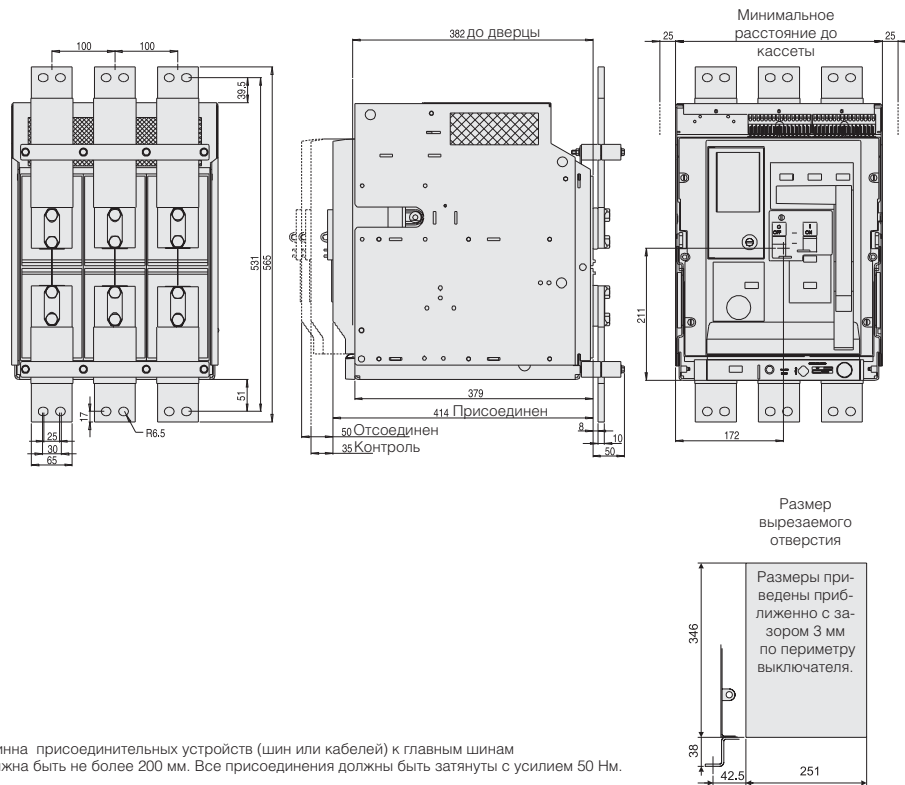 100
100
39.5
531
565
51
17
R6.5
25
30
65
382 до дверцы
379
414 Присоединен
50 Отсоединен
35 Контроль
8
10
50
Минимальное
расстояние до
кассеты
25
25
O
OFF
I
ON
211
172
Размер
вырезаемого
отверстия
Размеры при-
ведены приб-
лиженно с за-
зором 3 мм
по периметру
выключателя.
346
38
42.5
251
инна присоединительных устройств (шин или кабелей) к главным шинам
жна быть не более 200 мм. Все присоединения должны быть затянуты с усилием 50 Нм.